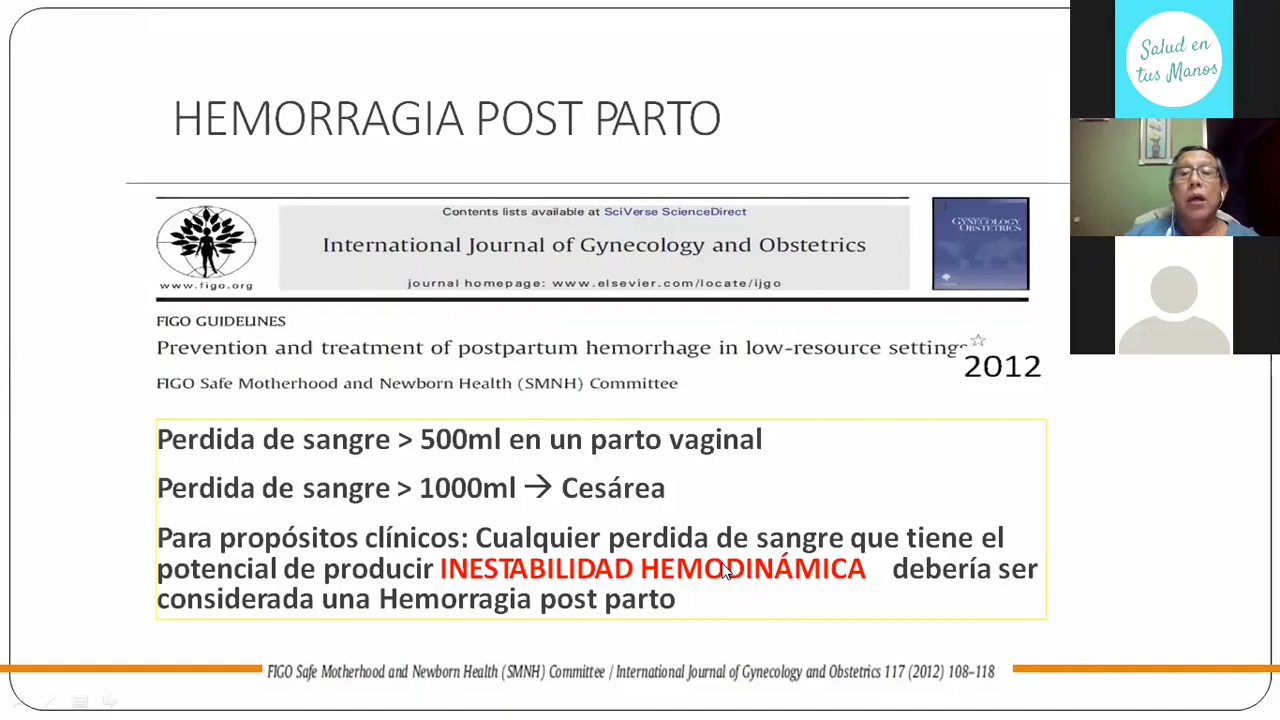 HEMORRAGIA POST PARTO
www.figo.org
Contents lists available at SciVerse ScienceDirect
International Journal of Gynecology and Obstetrics
journal homepage: www.elsevier.com/locate/ijgo
GYNECOLOGY
OBSTETRICS
FIGO GUIDELINES
Prevention and treatment of postpartum hemorrhage in low-resource settings
2012
FIGO Safe Motherhood and Newborn Health (SMNH) Committee
Perdida de sangre > 500ml en un parto vaginal
Perdida de sangre > 1000ml → Cesárea
Para propósitos clínicos: Cualquier perdida de sangre que tiene el
potencial de producir INESTABILIDAD HEMODINÁMICA debería ser
considerada una Hemorragia post parto
FIGO Safe Motherhood and Newborn Health (SMNH) Committee / International Journal of Gynecology and Obstetrics 117 (2012) 108–118
Salud en
tus Manos